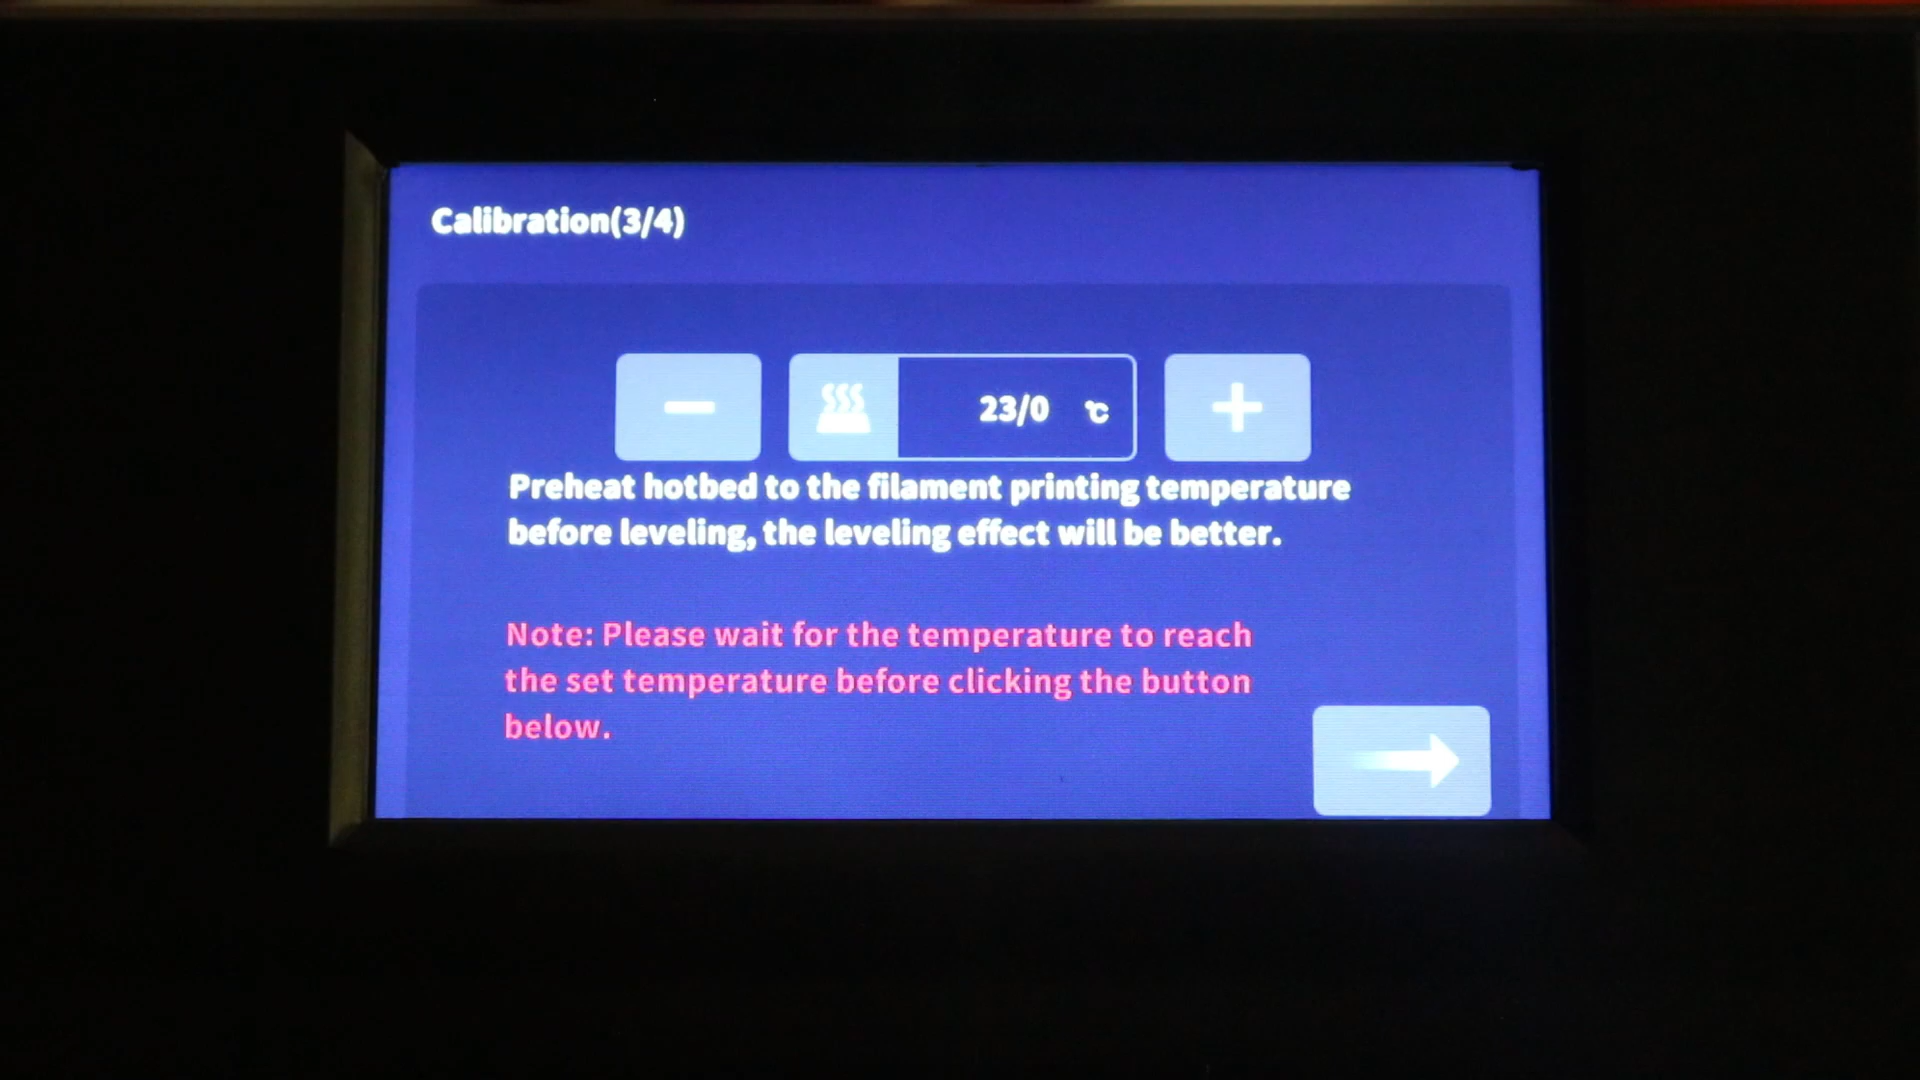 Calibration(3/4)
23/0 ℃
Preheat hotbed to the filament printing temperature
before leveling, the leveling effect will be better.
Note: Please wait for the temperature to reach
the set temperature before clicking the button
below.